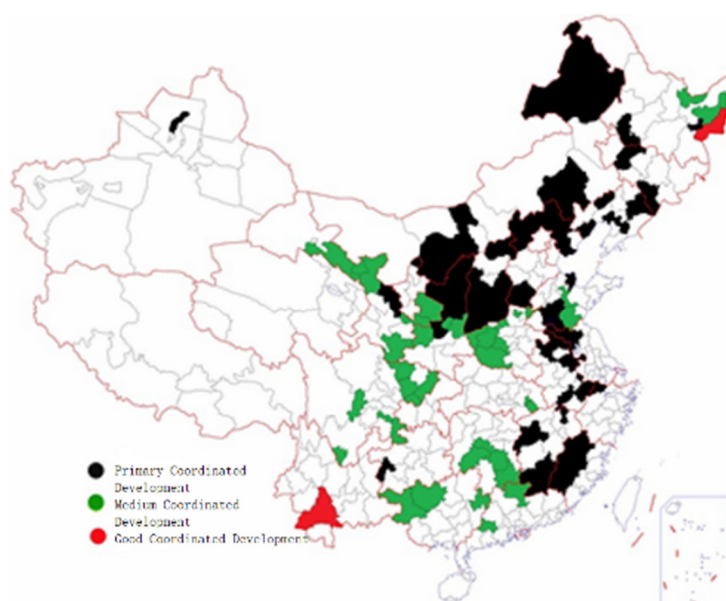 Primary Coordinated
Development
Medium Coordinated
Development
Good Coordinated Development